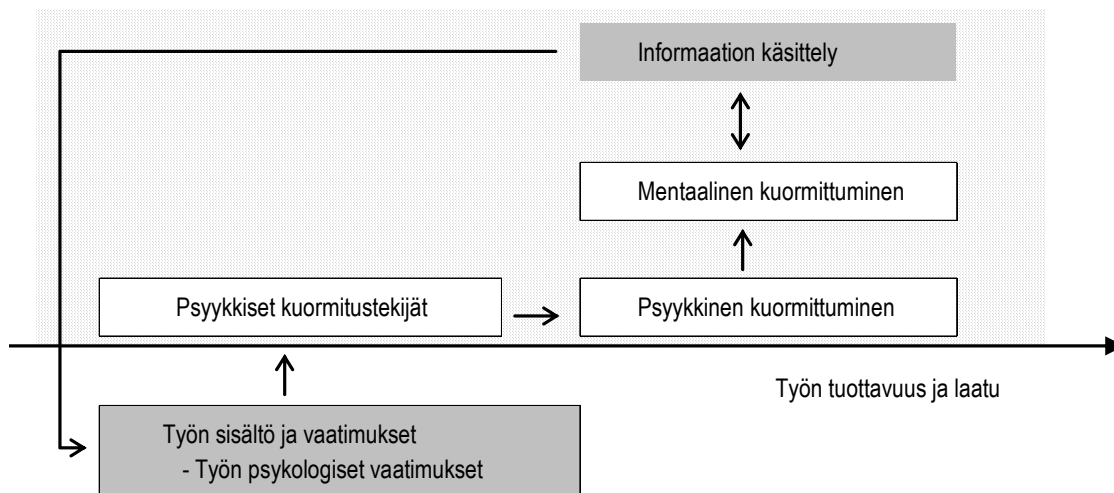 Informaation käsittely
Mentaalinen kuormittuminen
Psyykkiset kuormitustekijät
Psyykkinen kuormittuminen
Työn tuottavuus ja laatu
Työn sisältö ja vaatimukset
- Työn psykologiset vaatimukset